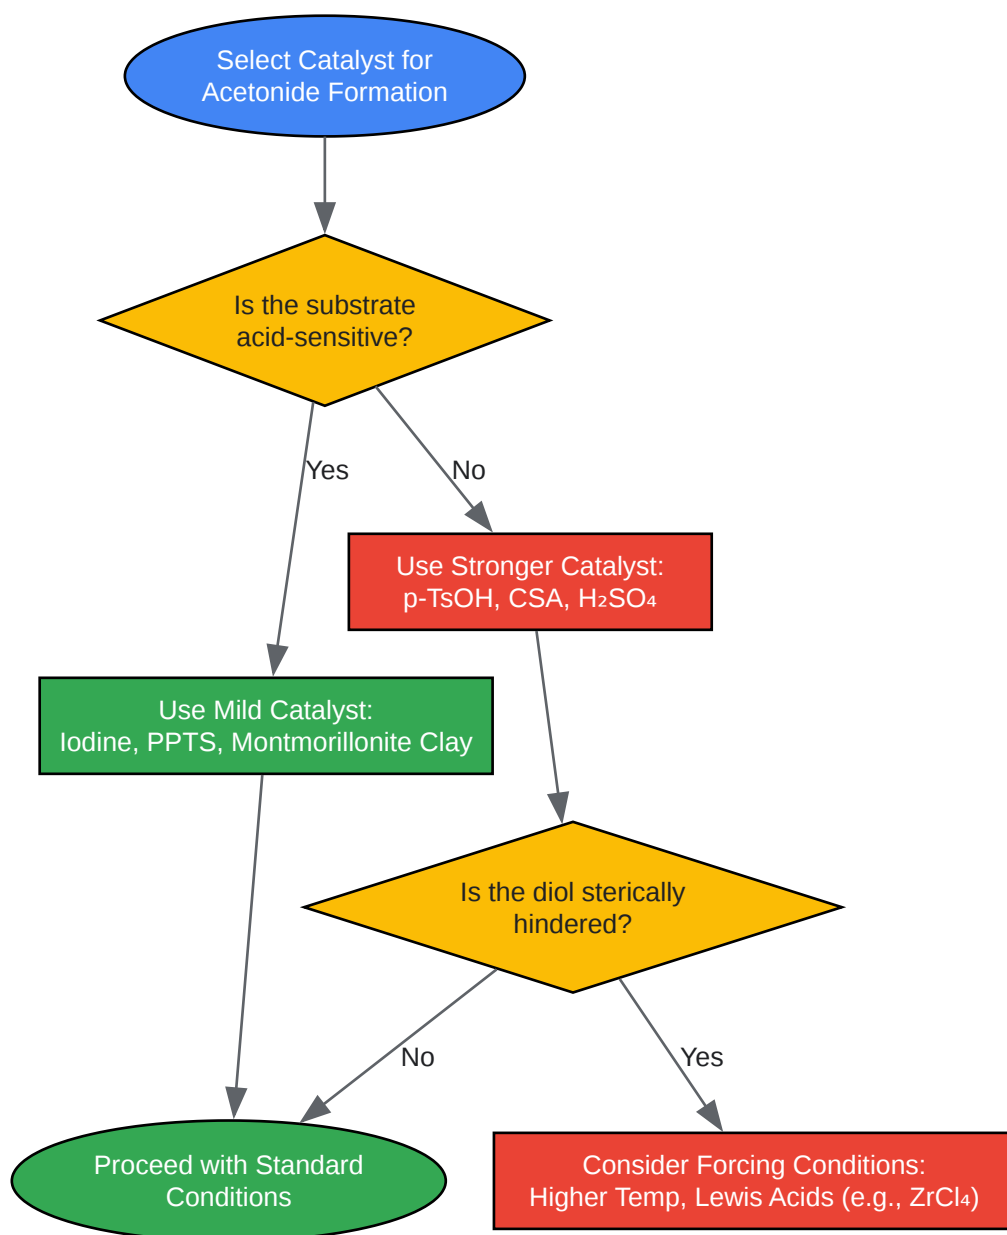 Select Catalyst for
Acetonide Formation
Is the substrate
acid-sensitive?
Yes
No
Use Stronger Catalyst:
p-TsOH, CSA, H₂SO₄
Use Mild Catalyst:
Iodine, PPTS, Montmorillonite Clay
Is the diol sterically
hindered?
No
Yes
Proceed with Standard
Conditions
Consider Forcing Conditions:
Higher Temp, Lewis Acids (e.g., ZrCl₄)